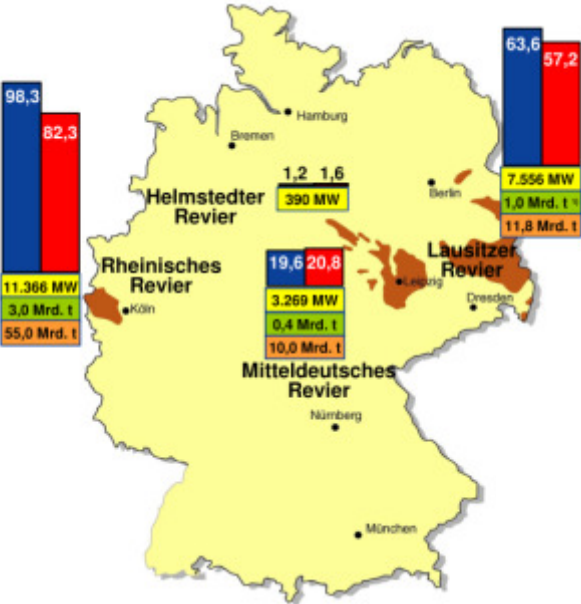 63,6
57,2
98,3
82,3
Hamburg
Bremen
1,2 1,6
390 MW
Berlin
7.556 MW
1,0 Mrd. t
11,8 Mrd. t
Helmstedter
Revier
Lausitzer
Revier
Rheinisches
Revier
19,6 20,8
Leipzig
11.366 MW
3,0 Mrd. t
55,0 Mrd. t
Köln
3.269 MW
0,4 Mrd. t
10,0 Mrd. t
Dresden
Mitteldeutsches
Revier
Nürnberg
München